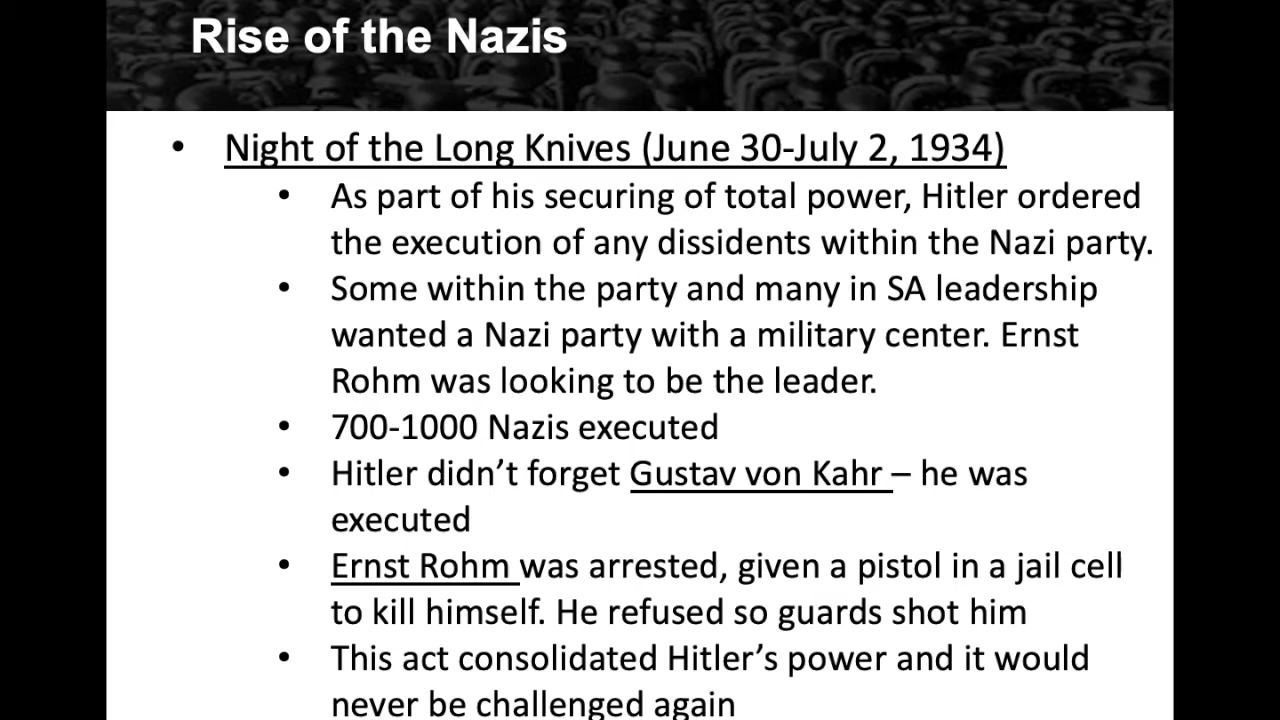 Rise of the Nazis
• Night of the Long Knives (June 30-July 2, 1934)
• As part of his securing of total power, Hitler ordered
the execution of any dissidents within the Nazi party.
• Some within the party and many in SA leadership
wanted a Nazi party with a military center. Ernst
Rohm was looking to be the leader.
• 700-1000 Nazis executed
• Hitler didn’t forget Gustav von Kahr – he was
executed
• Ernst Rohm was arrested, given a pistol in a jail cell
to kill himself. He refused so guards shot him
• This act consolidated Hitler’s power and it would
never be challenged again